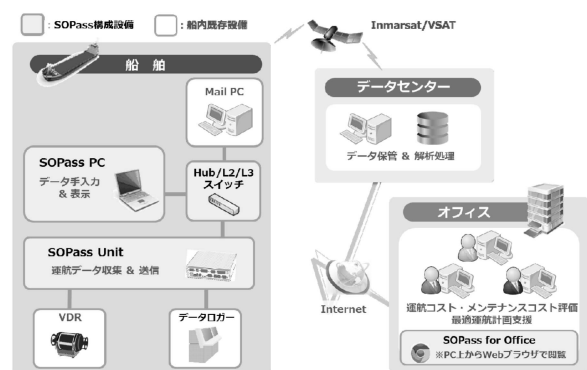 : SOPass構成設備
: 船内既存設備
Inmarsat/VSAT
船 舶
Mail PC
SOPass PC
データ手入力
& 表示
Hub/L2/L3
スイッチ
SOPass Unit
運航データ収集 & 送信
VDR
データロガー
データセンター
データ保管 & 解析処理
Internet
オフィス
運航コスト・メンテナンスコスト評価
最適運航計画支援
SOPass for Office
※PC上からWebブラウザで閲覧